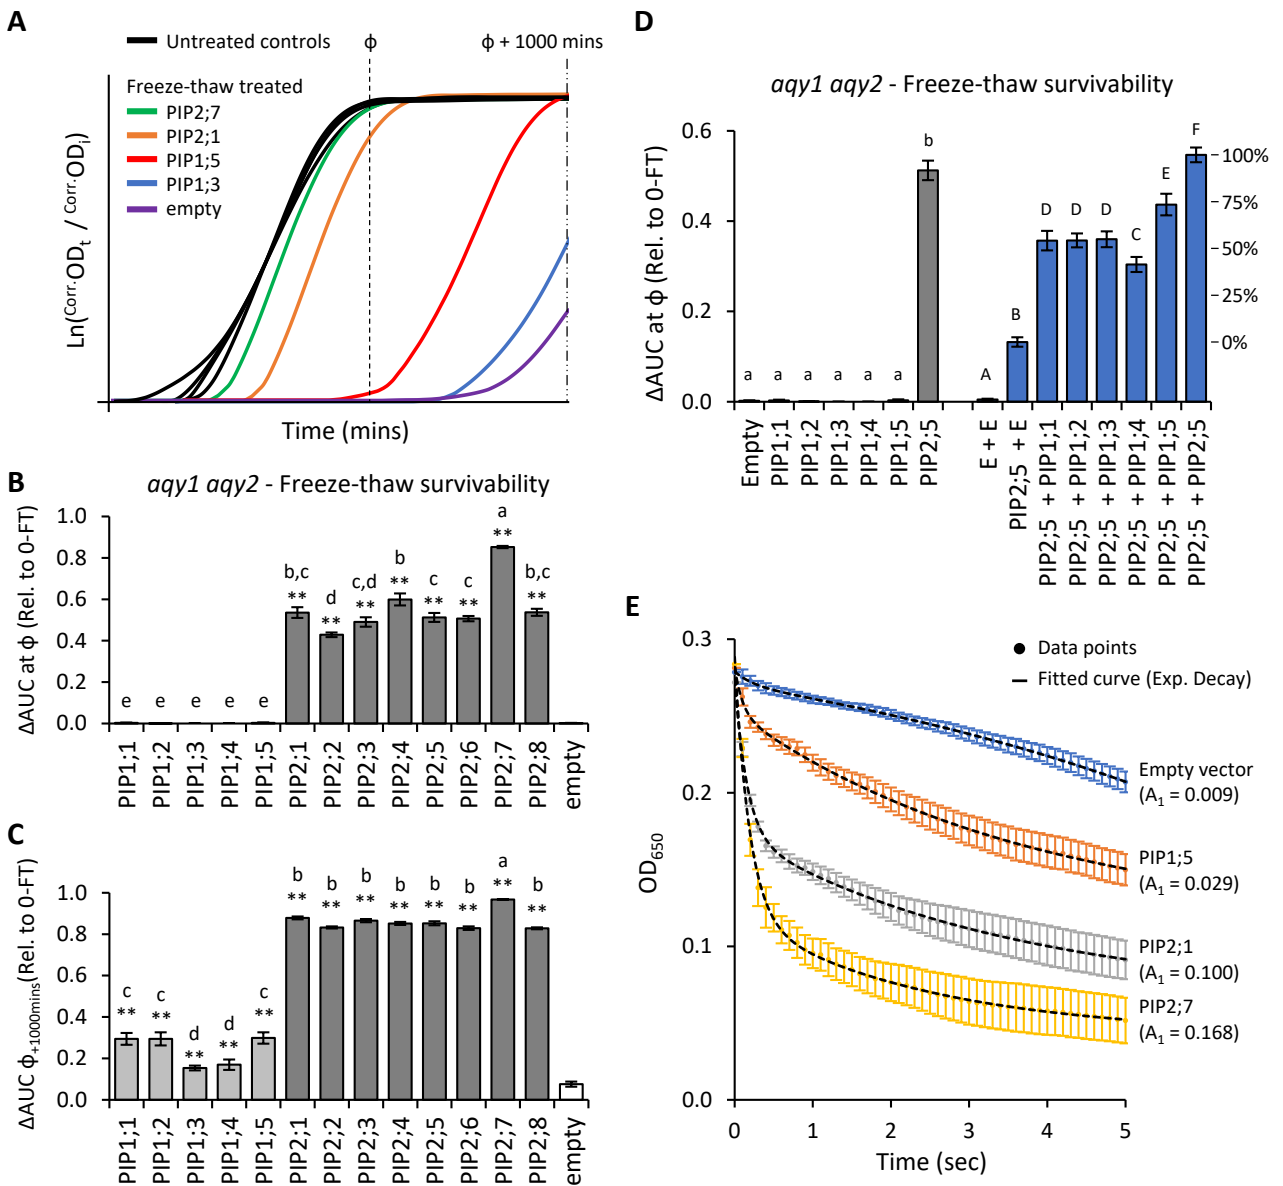 A
Untreated controls
ϕ
ϕ + 1000 mins
Freeze-thaw treated
PIP2;7
PIP2;1
PIP1;5
PIP1;3
empty
Ln(Corr.ODt / Corr.ODi)
Time (mins)
B
aqy1 aqy2 - Freeze-thaw survivability
ΔAUC at ϕ (Rel. to 0-FT)
1.0
0.8
0.6
0.4
0.2
0.0
e
e
e
e
e
b,c
**
d
**
c,d
**
b
**
c
**
c
**
a
**
b,c
**
PIP1;1
PIP1;2
PIP1;3
PIP1;4
PIP1;5
PIP2;1
PIP2;2
PIP2;3
PIP2;4
PIP2;5
PIP2;6
PIP2;7
PIP2;8
empty
C
ΔAUC ϕ+1000mins(Rel. to 0-FT)
1.0
0.8
0.6
0.4
0.2
0.0
c
**
c
**
d
**
d
**
c
**
b
**
b
**
b
**
b
**
b
**
b
**
a
**
b
**
PIP1;1
PIP1;2
PIP1;3
PIP1;4
PIP1;5
PIP2;1
PIP2;2
PIP2;3
PIP2;4
PIP2;5
PIP2;6
PIP2;7
PIP2;8
empty
D
aqy1 aqy2 - Freeze-thaw survivability
ΔAUC at ϕ (Rel. to 0-FT)
0.6
0.4
0.2
0.0
a
a
a
a
a
a
b
A
B
D
D
D
C
E
F
100%
75%
50%
25%
0%
Empty
PIP1;1
PIP1;2
PIP1;3
PIP1;4
PIP1;5
PIP2;5
E + E
PIP2;5 + E
PIP2;5 + PIP1;1
PIP2;5 + PIP1;2
PIP2;5 + PIP1;3
PIP2;5 + PIP1;4
PIP2;5 + PIP1;5
PIP2;5 + PIP2;5
E
Data points
Fitted curve (Exp. Decay)
OD650
0.3
0.2
0.1
0.0
Empty vector
(A1 = 0.009)
PIP1;5
(A1 = 0.029)
PIP2;1
(A1 = 0.100)
PIP2;7
(A1 = 0.168)
0
1
2
3
4
5
Time (sec)